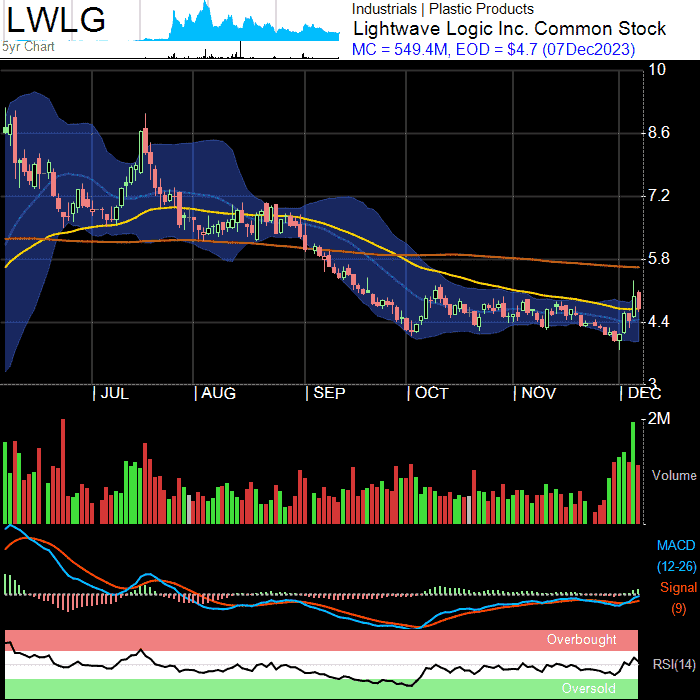 LWLG
5yr Chart
Industrials | Plastic Products
Lightwave Logic Inc. Common Stock
MC = 549.4M, EOD = $4.7 (07Dec2023)
10
8.6
7.2
5.8
4.4
3
| JUL | AUG | SEP | OCT | NOV | DEC
2M
Volume
MACD
(12-26)
Signal
(9)
Overbought
RSI(14)
Oversold